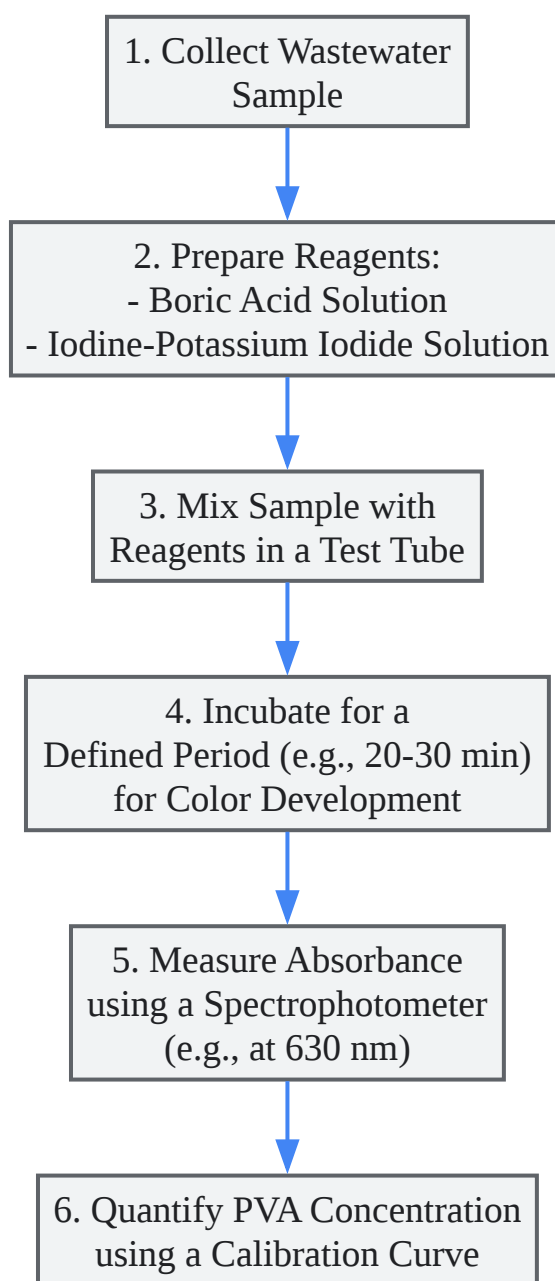 1. Collect Wastewater
Sample
2. Prepare Reagents:
- Boric Acid Solution
- Iodine-Potassium Iodide Solution
3. Mix Sample with
Reagents in a Test Tube
4. Incubate for a
Defined Period (e.g., 20-30 min)
for Color Development
5. Measure Absorbance
using a Spectrophotometer
(e.g., at 630 nm)
6. Quantify PVA Concentration
using a Calibration Curve